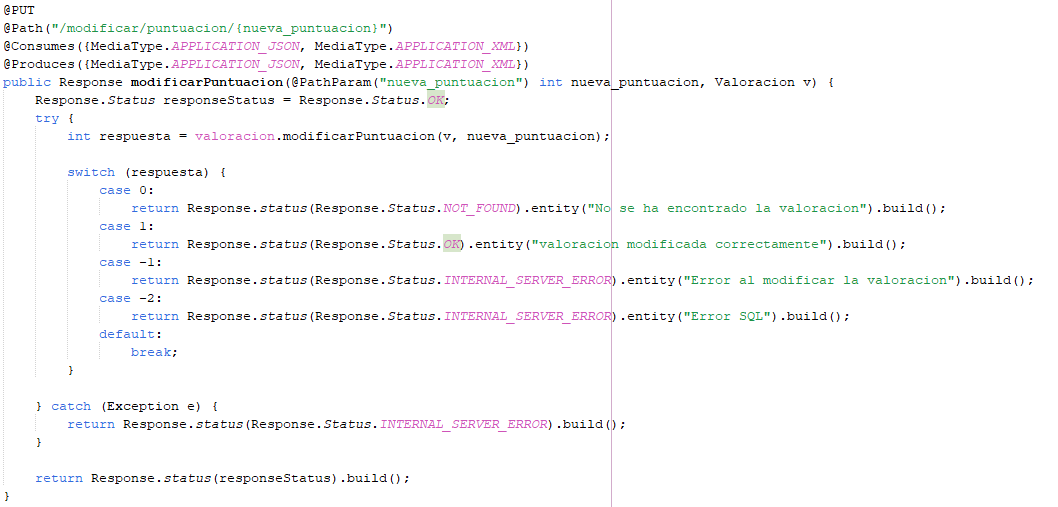 @PUT
@Path("/modificar/puntuacion/{nueva_puntuacion}")
@Consumes({MediaType.APPLICATION_JSON, MediaType.APPLICATION_XML})
@Produces({MediaType.APPLICATION_JSON, MediaType.APPLICATION_XML})
public Response modificarPuntuacion(@PathParam("nueva_puntuacion") int nueva_puntuacion, Valoracion v) {
    Response.Status responseStatus = Response.Status.OK;
    try {
        int respuesta = valoracion.modificarPuntuacion(v, nueva_puntuacion);
        switch (respuesta) {
            case 0:
                return Response.status(Response.Status.NOT_FOUND).entity("No se ha encontrado la valoracion").build();
            case 1:
                return Response.status(Response.Status.OK).entity("valoracion modificada correctamente").build();
            case -1:
                return Response.status(Response.Status.INTERNAL_SERVER_ERROR).entity("Error al modificar la valoracion").build();
            case -2:
                return Response.status(Response.Status.INTERNAL_SERVER_ERROR).entity("Error SQL").build();
            default:
                break;
        }
    } catch (Exception e) {
        return Response.status(Response.Status.INTERNAL_SERVER_ERROR).build();
    }
    return Response.status(responseStatus).build();
}